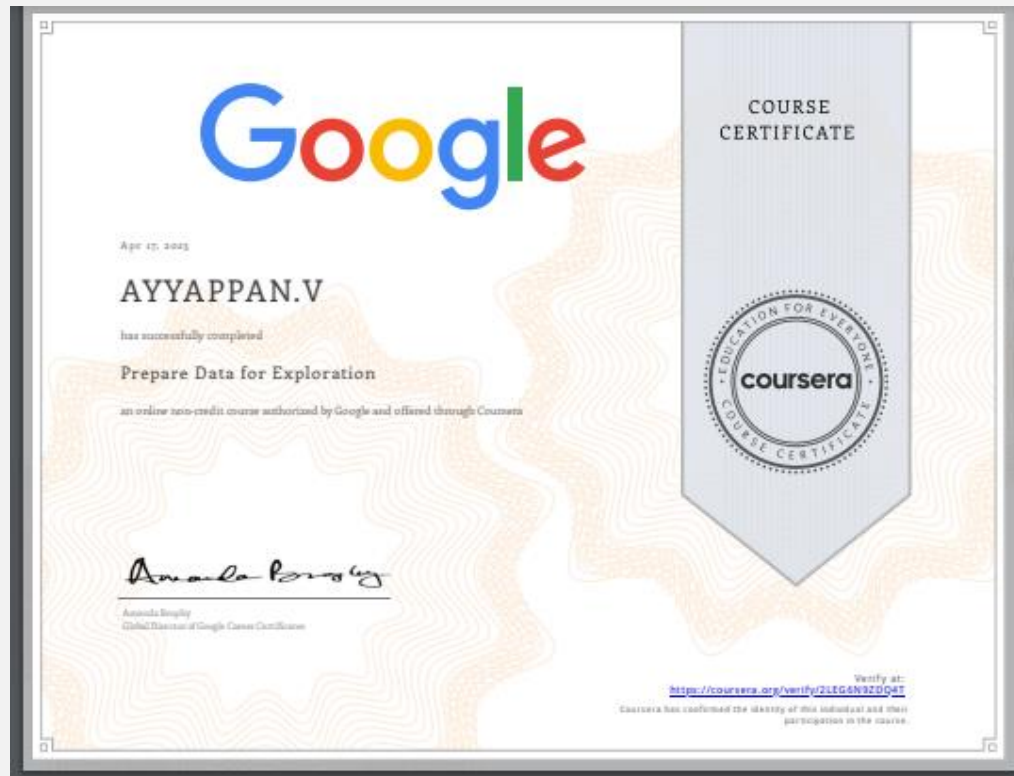 Google
COURSE
CERTIFICATE
Apr 17, 2023
AYYAPPAN.V
has successfully completed
Prepare Data for Exploration
an online non-credit course authorized by Google and offered through Coursera
EDUCATION FOR EVERYONE
coursera
COURSE CERTIFICATE
Amanda Brophy
Global Director of Google Career Certificates
Verify at:
https://coursera.org/verify/2LEG6N9ZDQ4T
Coursera has confirmed the identity of this individual and their
participation in the course.